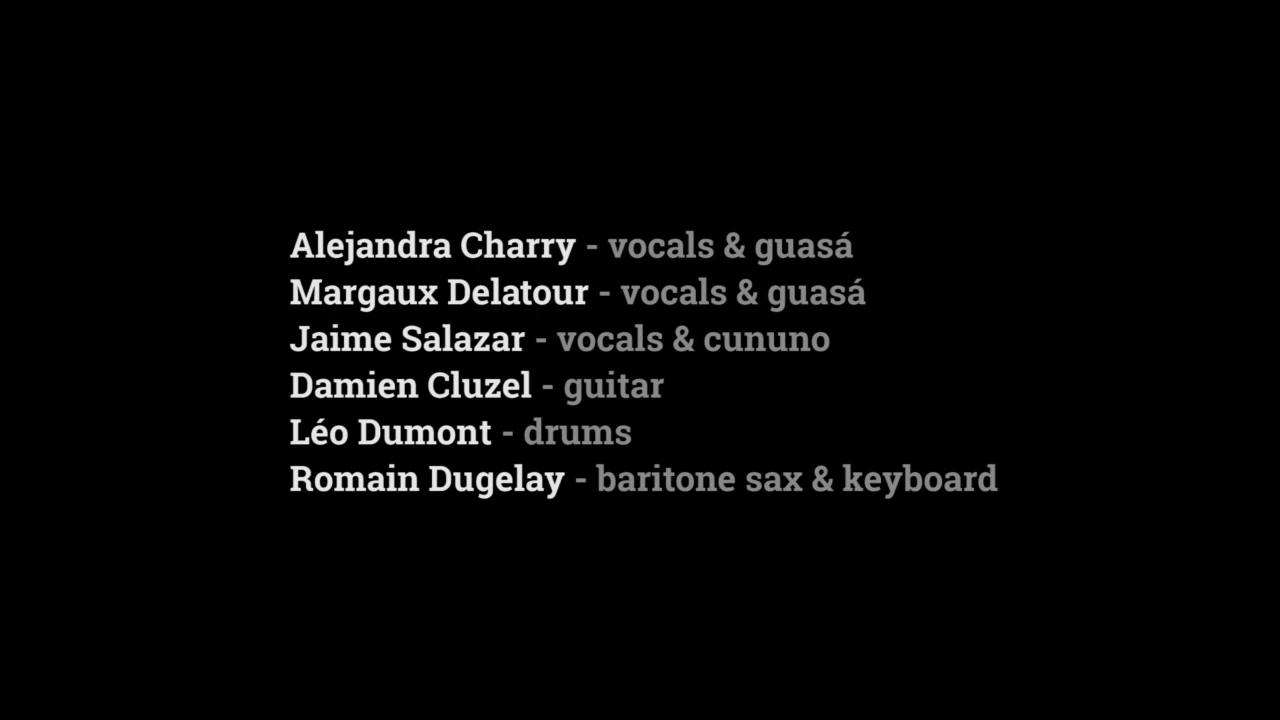 Alejandra Charry - vocals & guasá
Margaux Delatour - vocals & guasá
Jaime Salazar - vocals & cununo
Damien Cluzel - guitar
Léo Dumont - drums
Romain Dugelay - baritone sax & keyboard